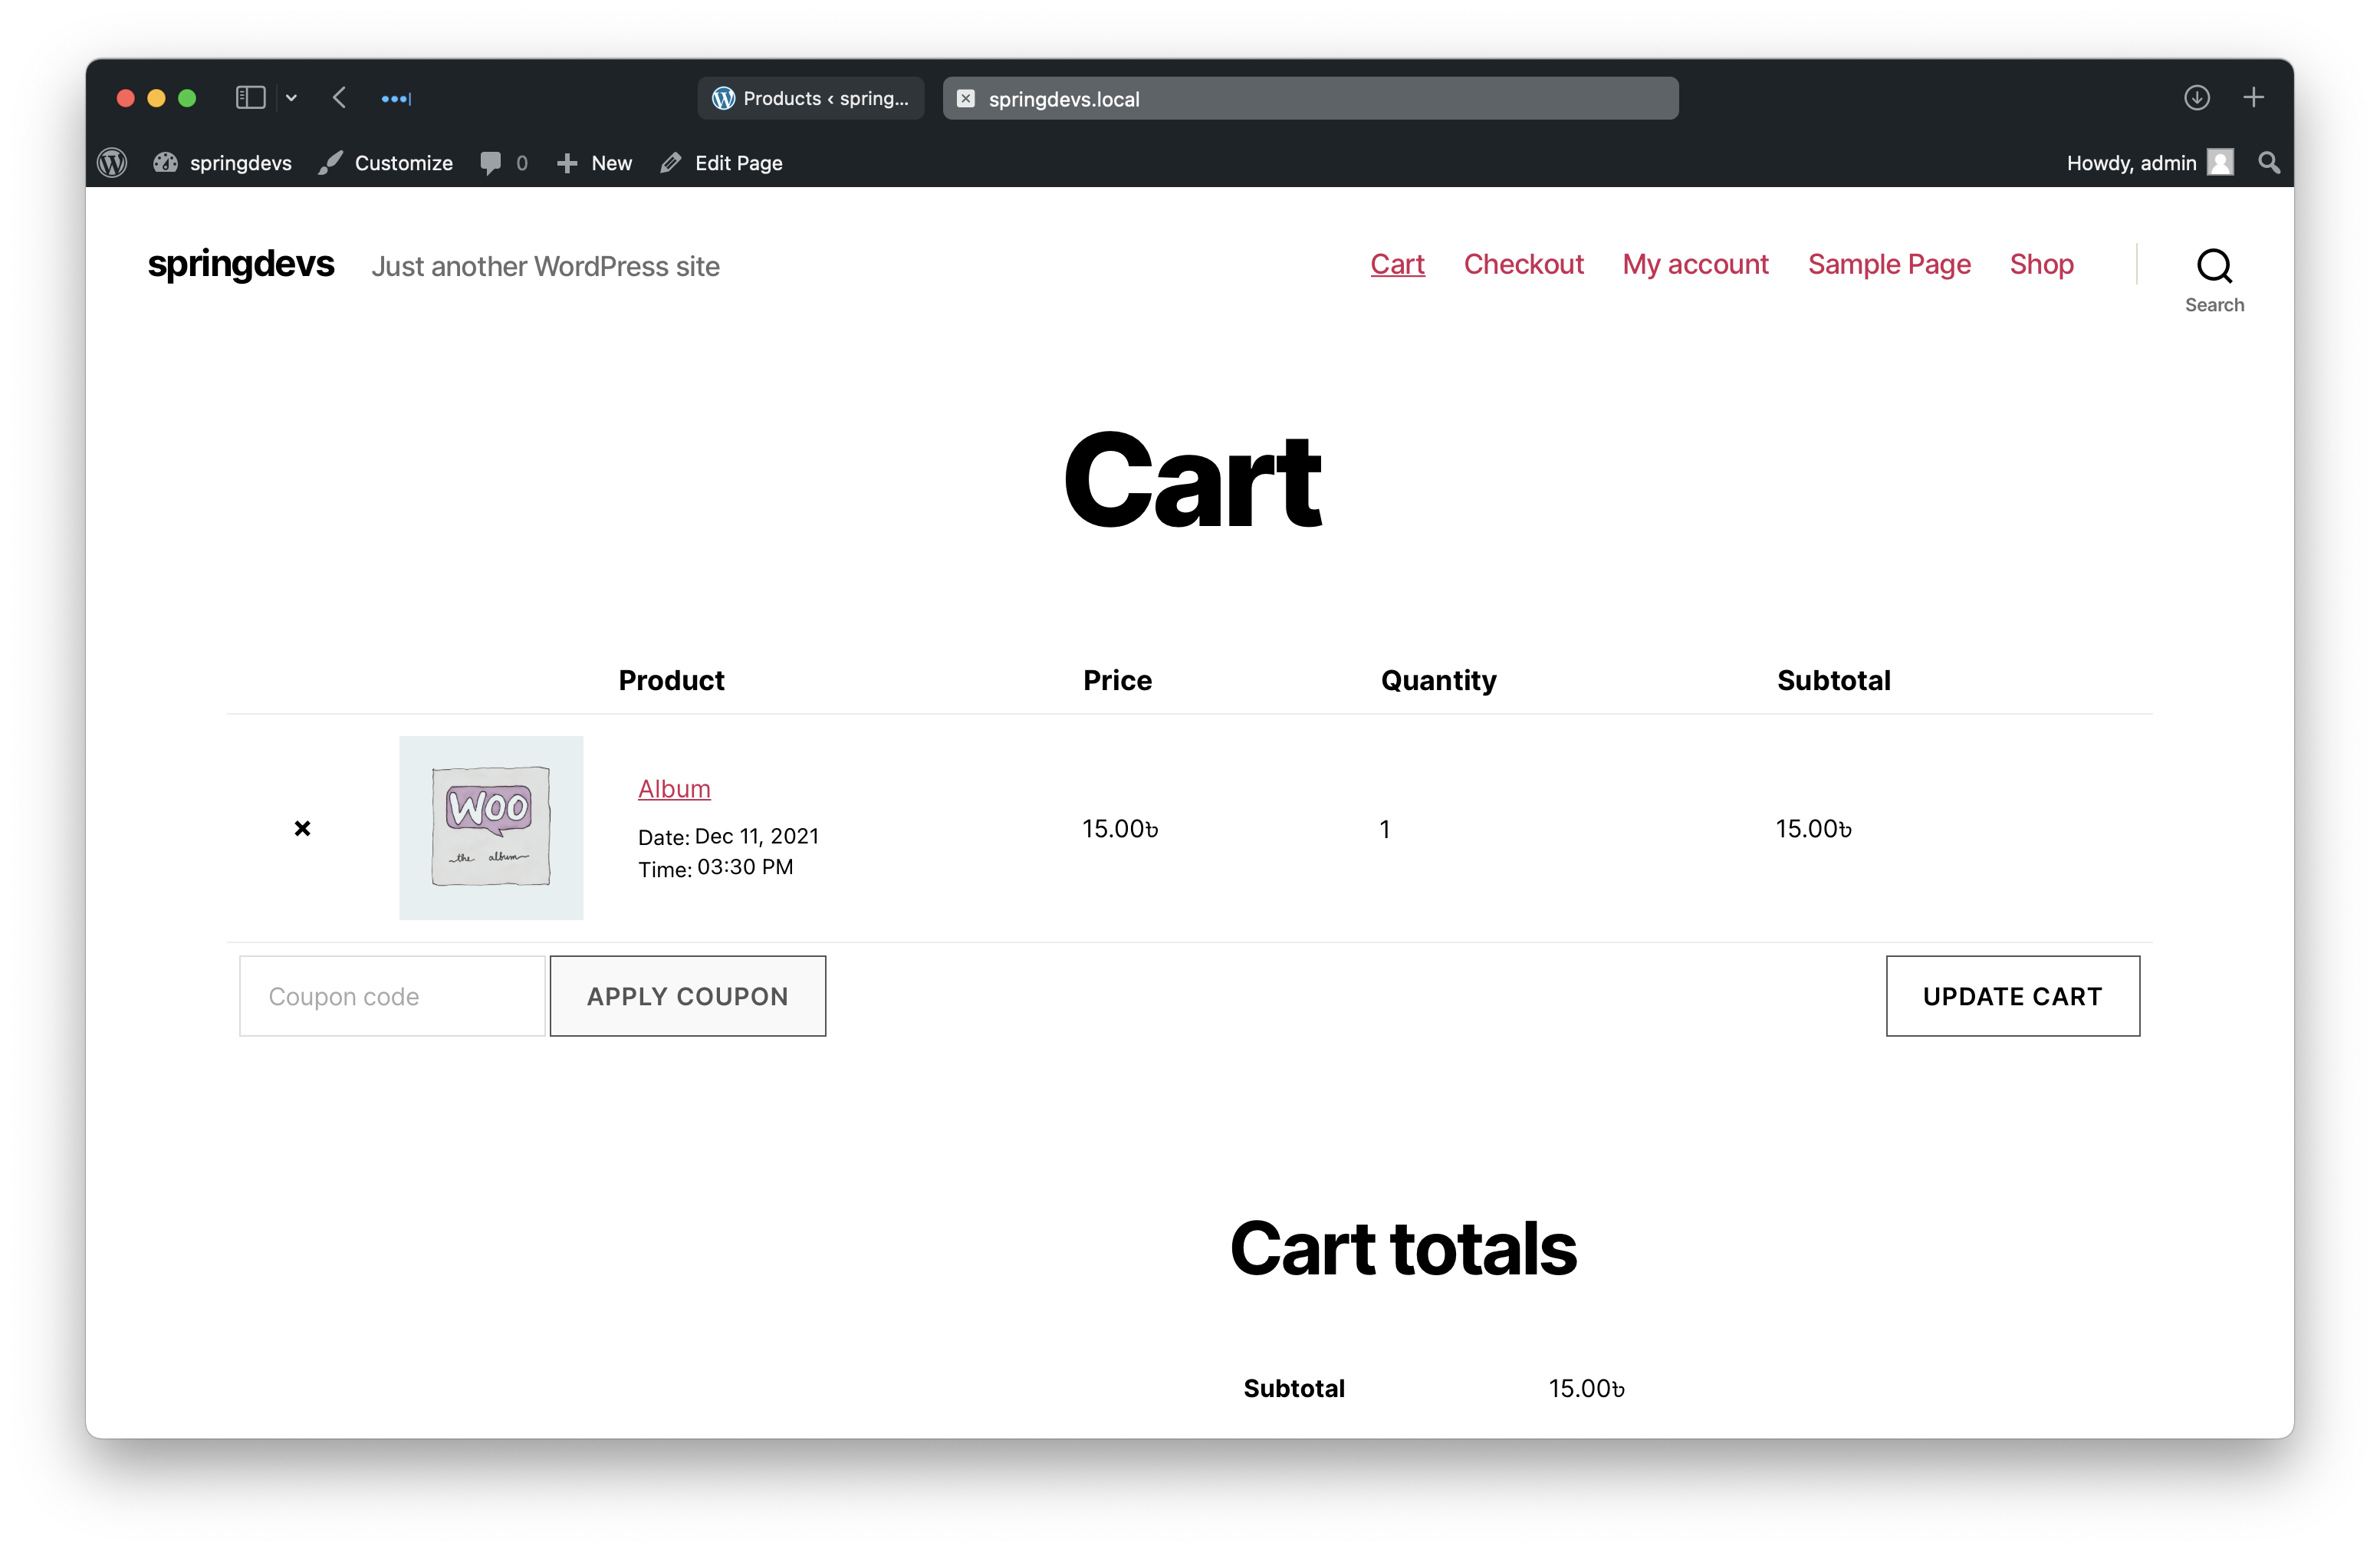 Products ‹ spring...
springdevs.local
springdevs
Customize
0
New
Edit Page
Howdy, admin
springdevs
Just another WordPress site
Cart
Checkout
My account
Sample Page
Shop
Search
Cart
Product Price Quantity Subtotal
WOO
the album
Album
Date: Dec 11, 2021
Time: 03:30 PM
15.00৳
1
15.00৳
Coupon code
APPLY COUPON
UPDATE CART
Cart totals
Subtotal 15.00৳